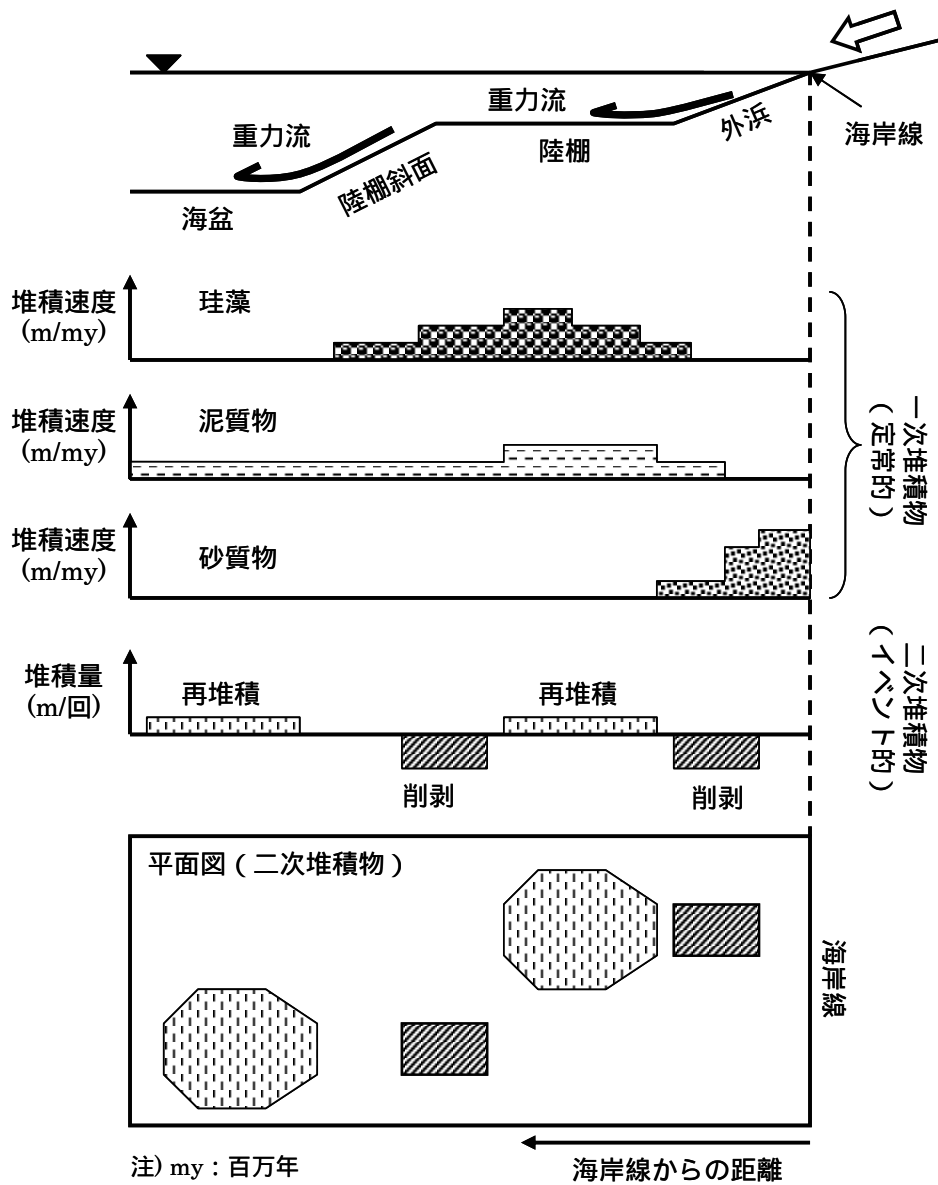 重力流
外浜
海岸線
重力流
陸棚
陸棚斜面
海盆
堆積速度
(m/my)
珪藻
堆積速度
(m/my)
泥質物
堆積速度
(m/my)
砂質物
一次堆積物
(定常的)
堆積量
(m/回)
再堆積
再堆積
削剥
削剥
二次堆積物
(イベント的)
平面図(二次堆積物)
海岸線
注) my:百万年
海岸線からの距離